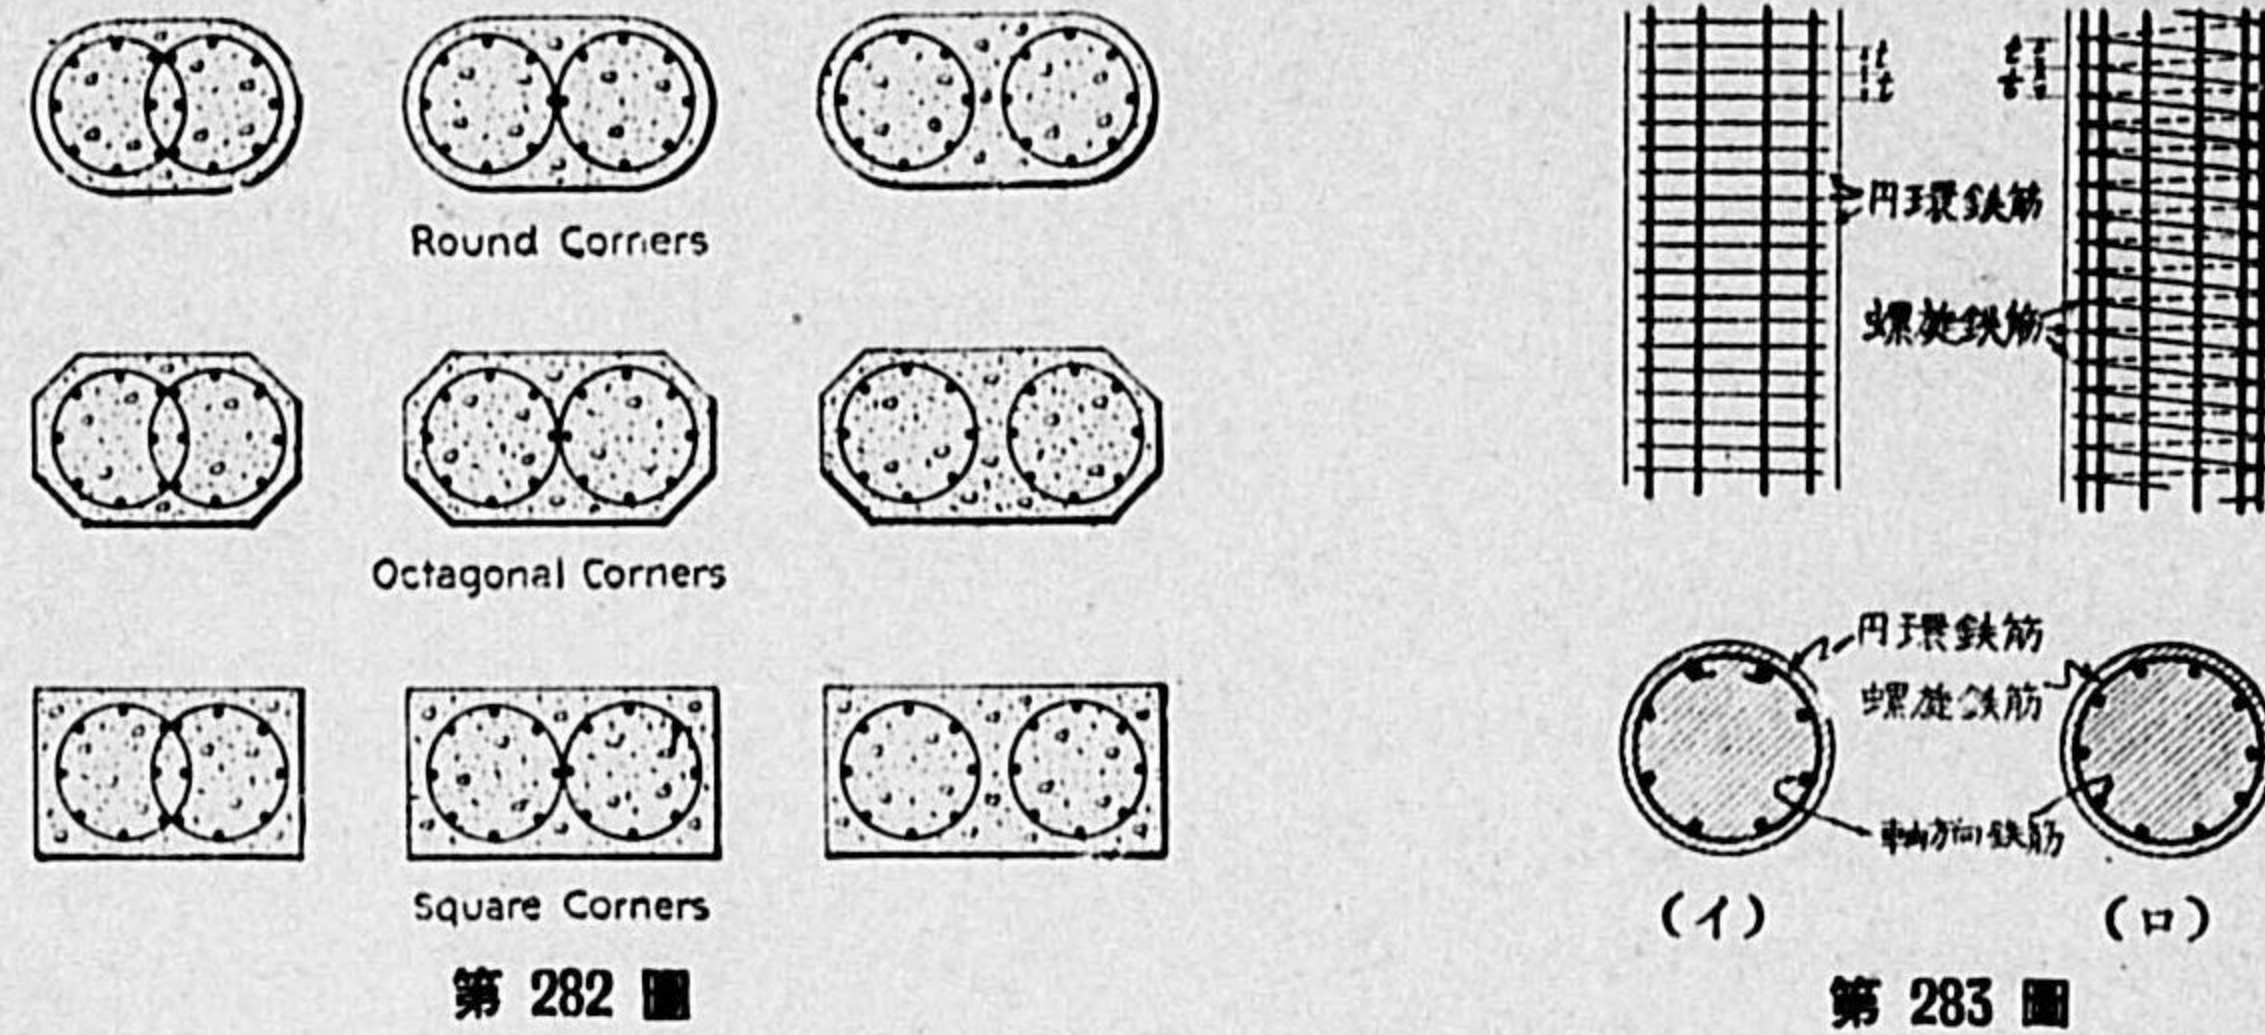 Round Corners
Octagonal Corners
Square Corners
第 282 圖
t
t
t
t
円環鉄筋
螺旋鉄筋
円環鉄筋
螺旋鉄筋
軸方向鉄筋
(イ)
(ロ)
第 283 圖